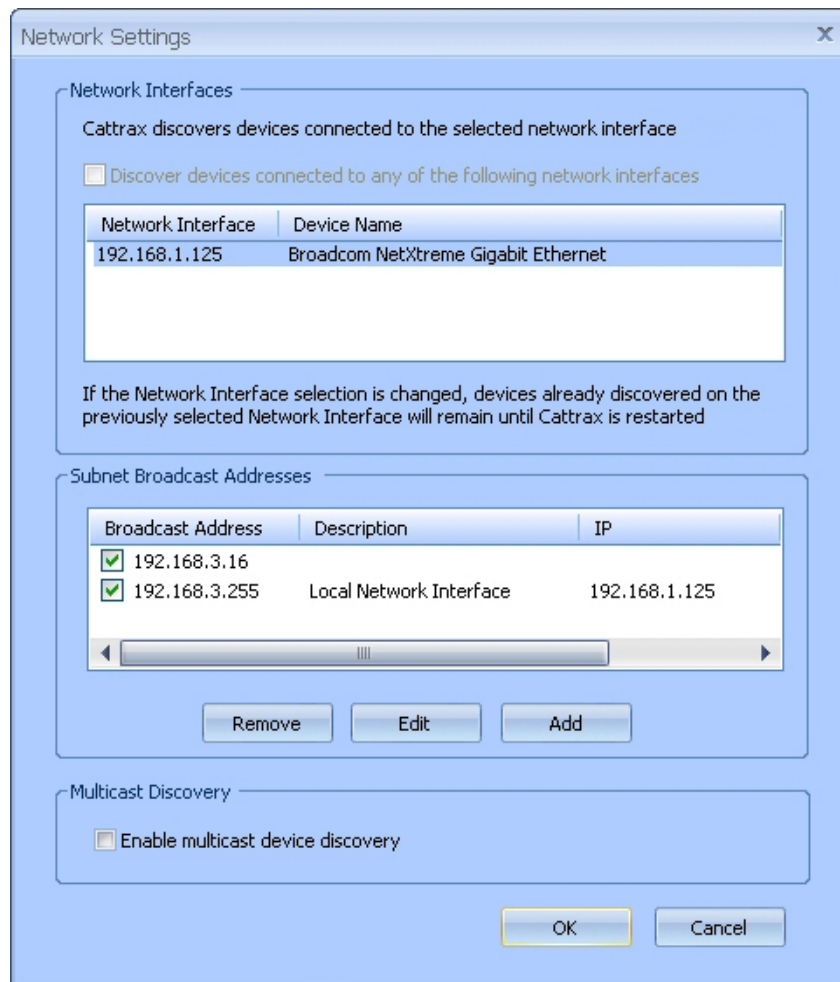 Network Settings
Network Interfaces
Cattrax discovers devices connected to the selected network interface
Discover devices connected to any of the following network interfaces
Network Interface Device Name
192.168.1.125 Broadcom NetXtreme Gigabit Ethernet
If the Network Interface selection is changed, devices already discovered on the
previously selected Network Interface will remain until Cattrax is restarted
Subnet Broadcast Addresses
Broadcast Address Description IP
192.168.3.16
192.168.3.255 Local Network Interface 192.168.1.125
Remove Edit Add
Multicast Discovery
Enable multicast device discovery
OK Cancel